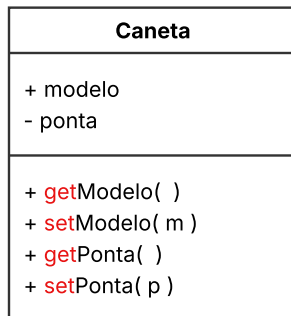 Caneta
+ modelo
- ponta
+ getModelo(  )
+ setModelo( m )
+ getPonta(  )
+ setPonta( p )